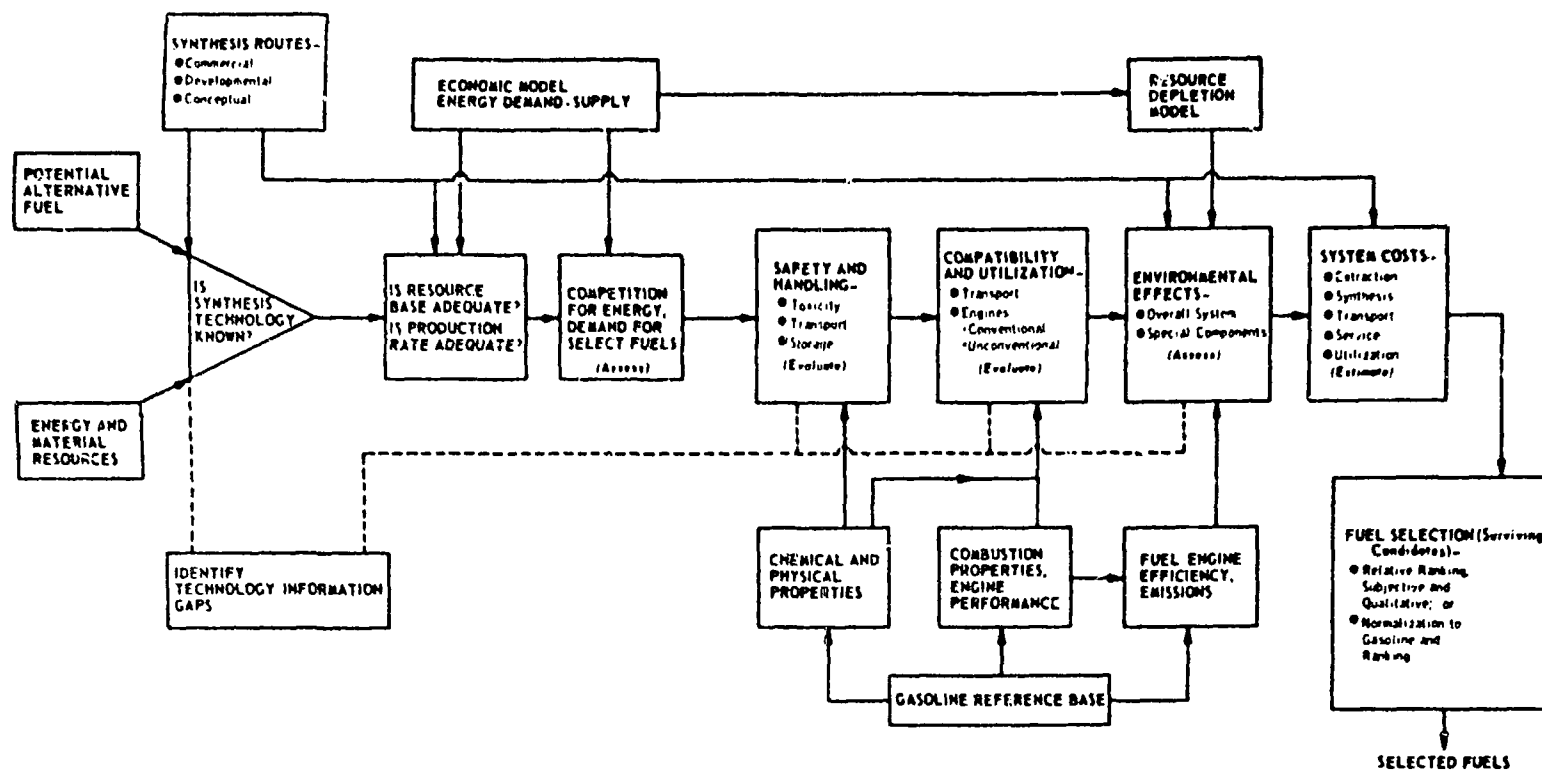 SYNTHESIS ROUTES-
● Commercial
● Developmental
● Conceptual
ECONOMIC MODEL
ENERGY DEMAND-SUPPLY
RESOURCE
DEPLETION
MODEL
POTENTIAL
ALTERNATIVE
FUEL
IS
SYNTHESIS
TECHNOLOGY
KNOWN?
ENERGY AND
MATERIAL
RESOURCES
IS RESOURCE
BASE ADEQUATE?
IS PRODUCTION
RATE ADEQUATE?
COMPETITION
FOR ENERGY,
DEMAND FOR
SELECT FUELS
(Assess)
SAFETY AND
HANDLING-
● Toxicity
● Transport
● Storage
(Evaluate)
COMPATIBILITY
AND UTILIZATION-
● Transport
● Engines
•Conventional
•Unconventional
(Evaluate)
ENVIRONMENTAL
EFFECTS-
● Overall System
● Special Components
(Assess)
SYSTEM COSTS-
● Extraction
● Synthesis
● Transport
● Service
● Utilization
(Estimate)
IDENTIFY
TECHNOLOGY INFORMATION
GAPS
CHEMICAL AND
PHYSICAL
PROPERTIES
COMBUSTION
PROPERTIES,
ENGINE
PERFORMANCE
FUEL ENGINE
EFFICIENCY,
EMISSIONS
GASOLINE REFERENCE BASE
FUEL SELECTION (Surviving
Candidates)-
● Relative Ranking,
Subjective and
Qualitative; or
● Normalization to
Gasoline and
Ranking
SELECTED FUELS